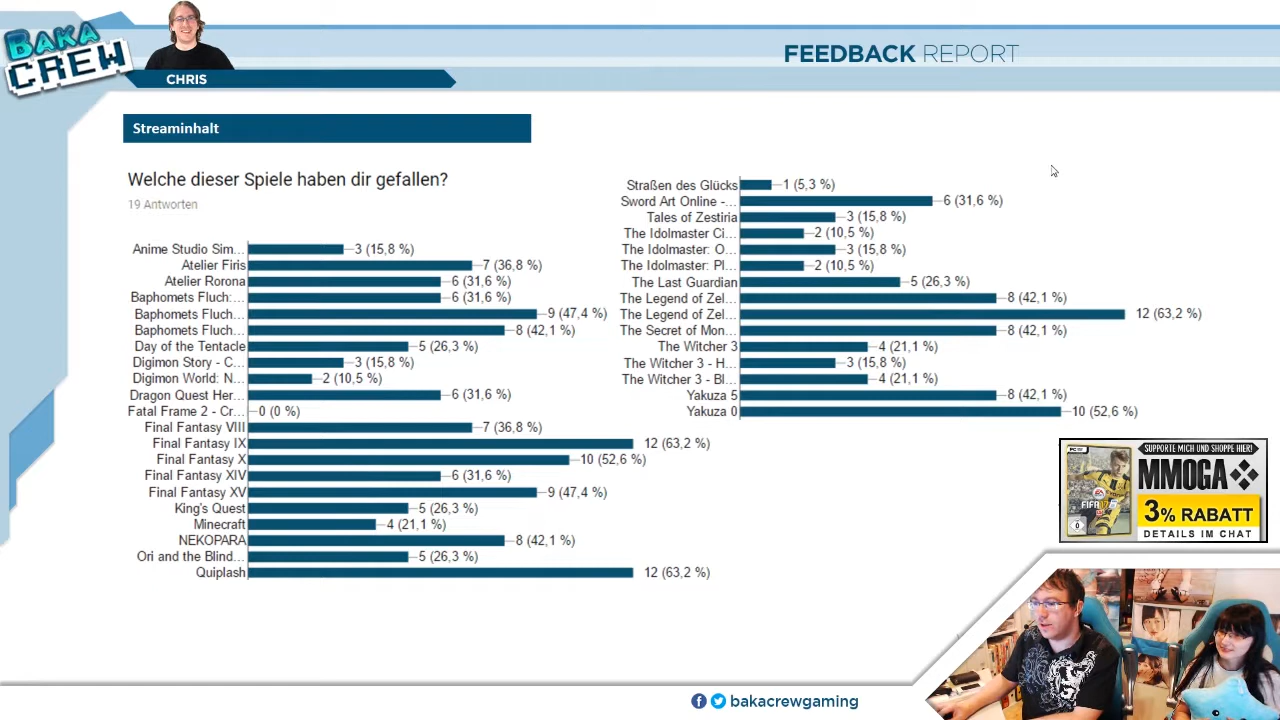 BAKA
CREW
CHRIS
FEEDBACK REPORT
Streaminhalt
Welche dieser Spiele haben dir gefallen?
19 Antworten
Anime Studio Sim... 3 (15,8 %)
Atelier Firis 7 (36,8 %)
Atelier Rorona 6 (31,6 %)
Baphomets Fluch:... 6 (31,6 %)
Baphomets Fluch... 9 (47,4 %)
Baphomets Fluch... 8 (42,1 %)
Day of the Tentacle 5 (26,3 %)
Digimon Story - C... 3 (15,8 %)
Digimon World: N... 2 (10,5 %)
Dragon Quest Her... 6 (31,6 %)
Fatal Frame 2 - Cr... 0 (0 %)
Final Fantasy VIII 7 (36,8 %)
Final Fantasy IX 12 (63,2 %)
Final Fantasy X 10 (52,6 %)
Final Fantasy XIV 6 (31,6 %)
Final Fantasy XV 9 (47,4 %)
King's Quest 5 (26,3 %)
Minecraft 4 (21,1 %)
NEKOPARA 8 (42,1 %)
Ori and the Blind... 5 (26,3 %)
Quiplash 12 (63,2 %)
Straßen des Glücks 1 (5,3 %)
Sword Art Online -... 6 (31,6 %)
Tales of Zestiria 3 (15,8 %)
The Idolmaster Ci... 2 (10,5 %)
The Idolmaster: O... 3 (15,8 %)
The Idolmaster: Pl... 2 (10,5 %)
The Last Guardian 5 (26,3 %)
The Legend of Zel... 8 (42,1 %)
The Legend of Zel... 12 (63,2 %)
The Secret of Mon... 8 (42,1 %)
The Witcher 3 4 (21,1 %)
The Witcher 3 - H... 3 (15,8 %)
The Witcher 3 - Bl... 4 (21,1 %)
Yakuza 5 8 (42,1 %)
Yakuza 0 10 (52,6 %)
SUPPORTE MICH UND SHOPPE HIER!
MMOGA
3% RABATT
DETAILS IM CHAT
FIFA 17
bakacrewgaming